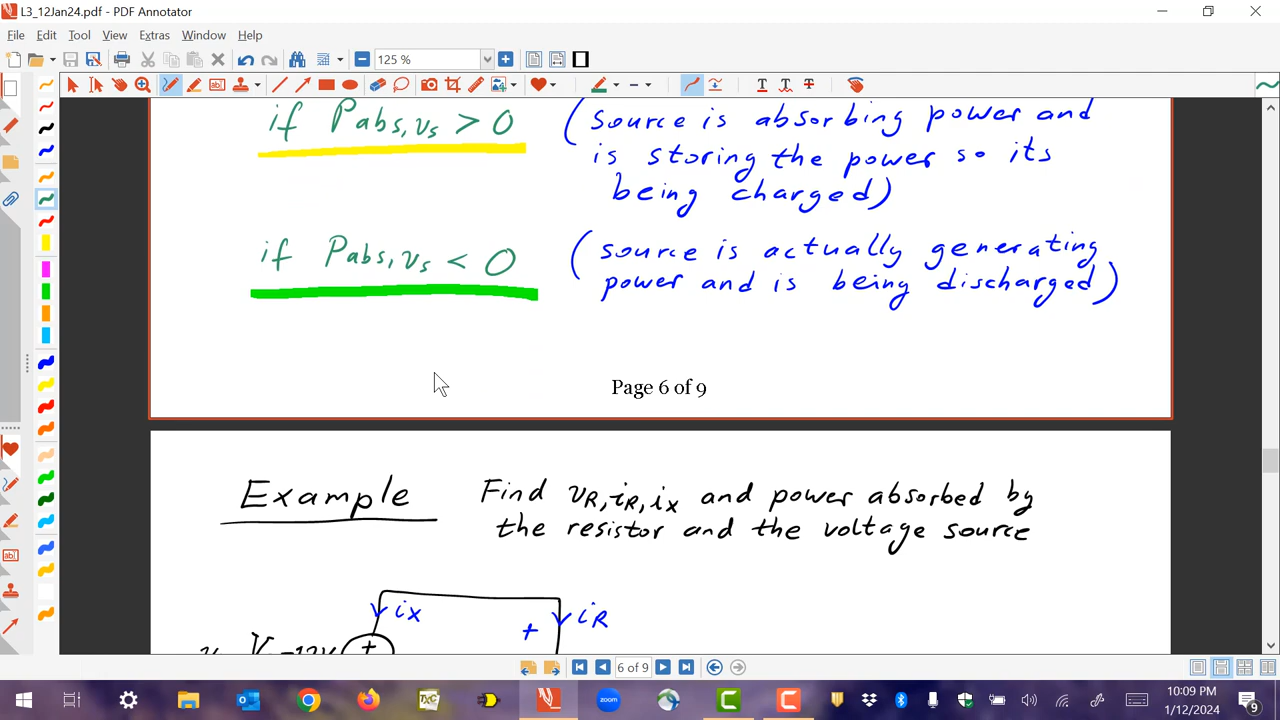 L3_12Jan24.pdf - PDF Annotator
File Edit Tool View Extras Window Help
125 %
if Pabs,vs > 0 (source is absorbing power and
is storing the power so its
being charged)
if Pabs,vs < 0 (source is actually generating
power and is being discharged)
Page 6 of 9
Example Find vR,iR,ix and power absorbed by
the resistor and the voltage source
ix
+ iR
+
6 of 9
zoom
10:09 PM
1/12/2024
9